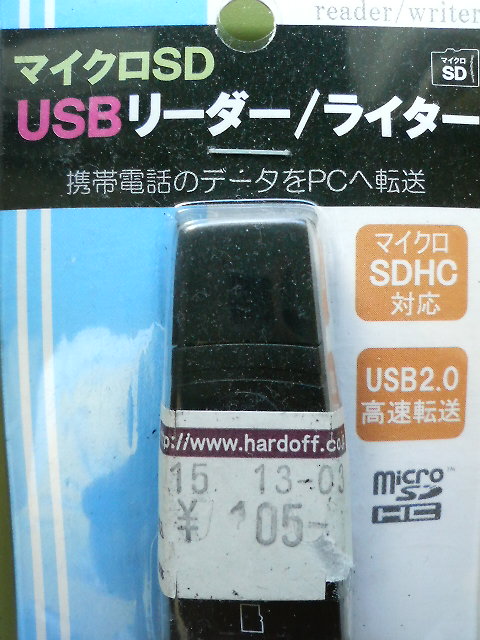 reader/writer
マイクロSD
マイクロ
SD
USBリーダー/ライター
携帯電話のデータをPCへ転送
マイクロ
SDHC
対応
USB2.0
高速転送
://www.hardoff.co
15 13-03
¥ 105-
micro
SD
HC